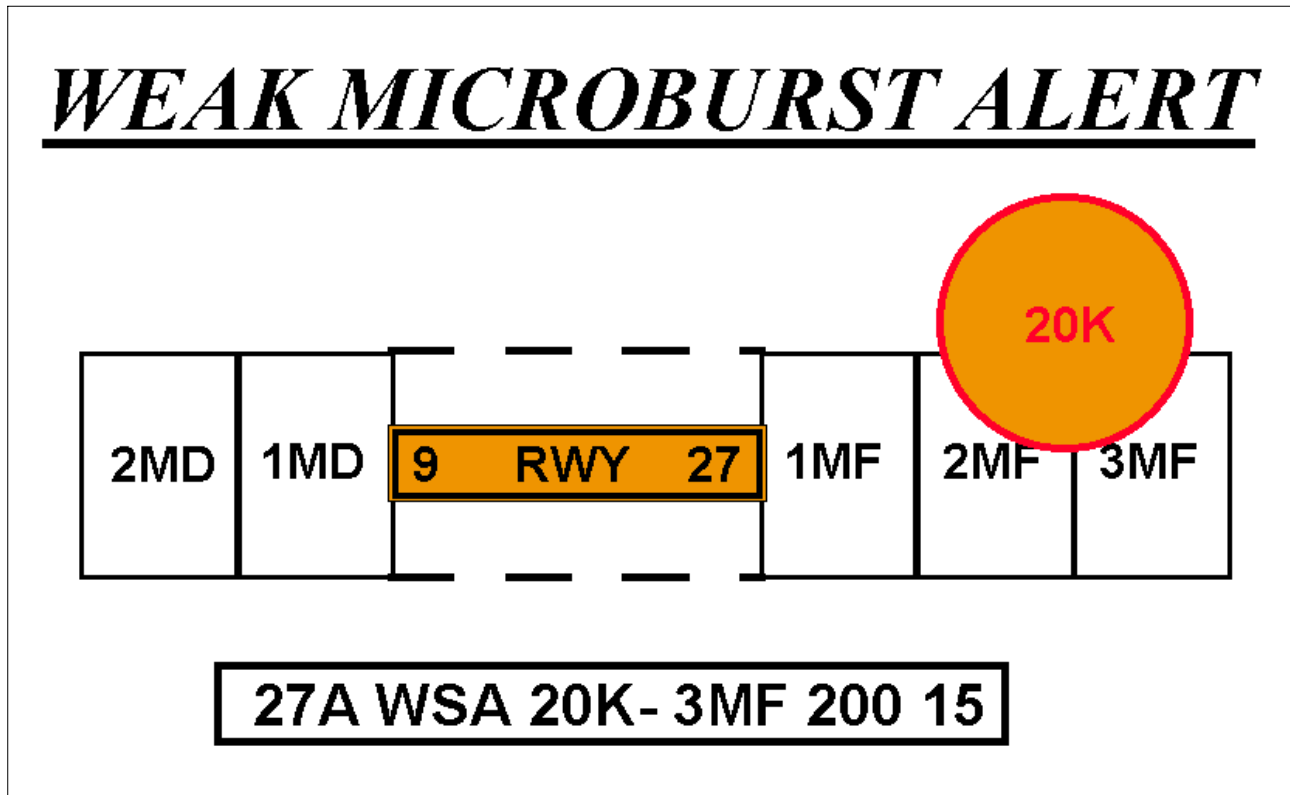 WEAK MICROBURST ALERT
20K
2MD 1MD 9 RWY 27 1MF 2MF 3MF
27A WSA 20K- 3MF 200 15